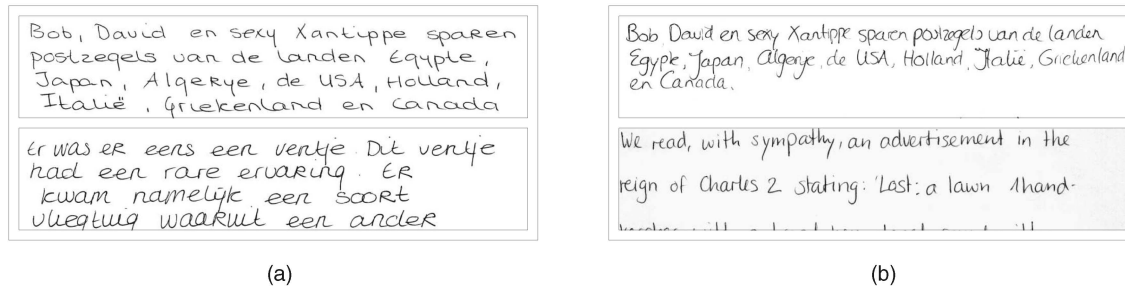 Bob, David en sexy Xantippe sparen
postzegels van de landen Egypte,
Japan, Algerye, de USA, Holland,
Italië, Griekenland en Canada
Er was er eens een ventje. Dit ventje
had een rare ervaring. Er
kwam namelijk een soort
vliegtuig waaruit een ander
(a)
Bob, David en sexy Xantippe sparen postzegels van de landen
Egypte, Japan, Algerije, de USA, Holland, Italië, Griekenland
en Canada.
We read, with sympathy, an advertisement in the
reign of Charles 2 stating: 'Lost: a lawn hand-
(b)